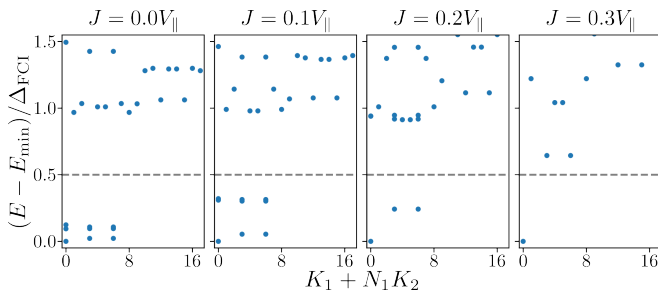 J = 0.0V∥ J = 0.1V∥ J = 0.2V∥ J = 0.3V∥
(E − E_min)/Δ_FCI
1.5
1.0
0.5
0.0
0 8 16 0 8 16 0 8 16 0 8 16
K₁ + N₁K₂